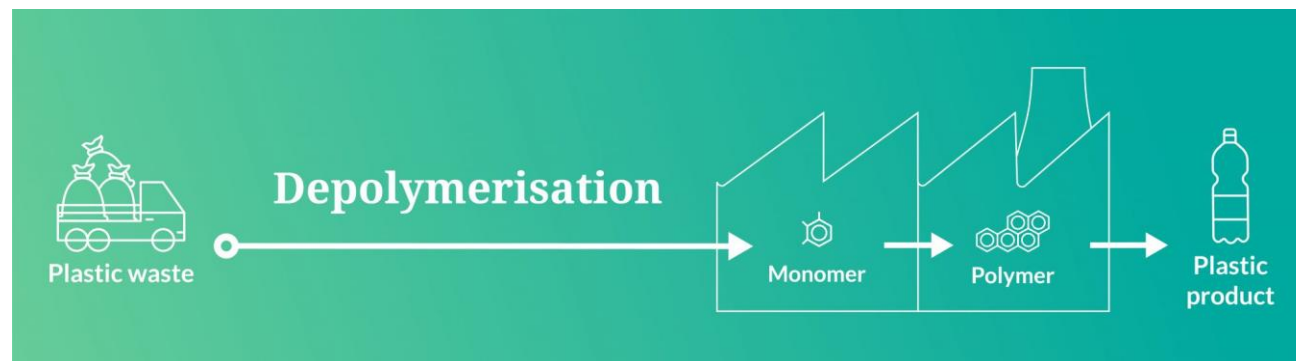 Depolymerisation
Plastic waste
Monomer
Polymer
Plastic
product